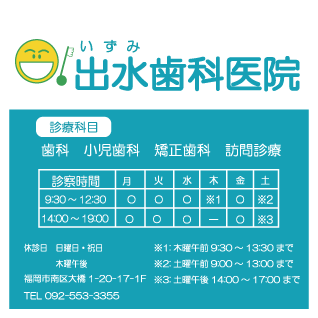 いずみ
出水歯科医院
診療科目
歯科 小児歯科 矯正歯科 訪問診療
診察時間 月 火 水 木 金 土
9:30～12:30 ○ ○ ○ ※1 ○ ※2
14:00～19:00 ○ ○ ○ ー ○ ※3
休診日 日曜日・祝日
木曜午後
福岡市南区大橋 1-20-17-1F
TEL 092-553-3355
※1: 木曜午前 9:30 ～ 13:30 まで
※2: 土曜午前 9:00 ～ 13:00 まで
※3: 土曜午後 14:00 ～ 17:00 まで